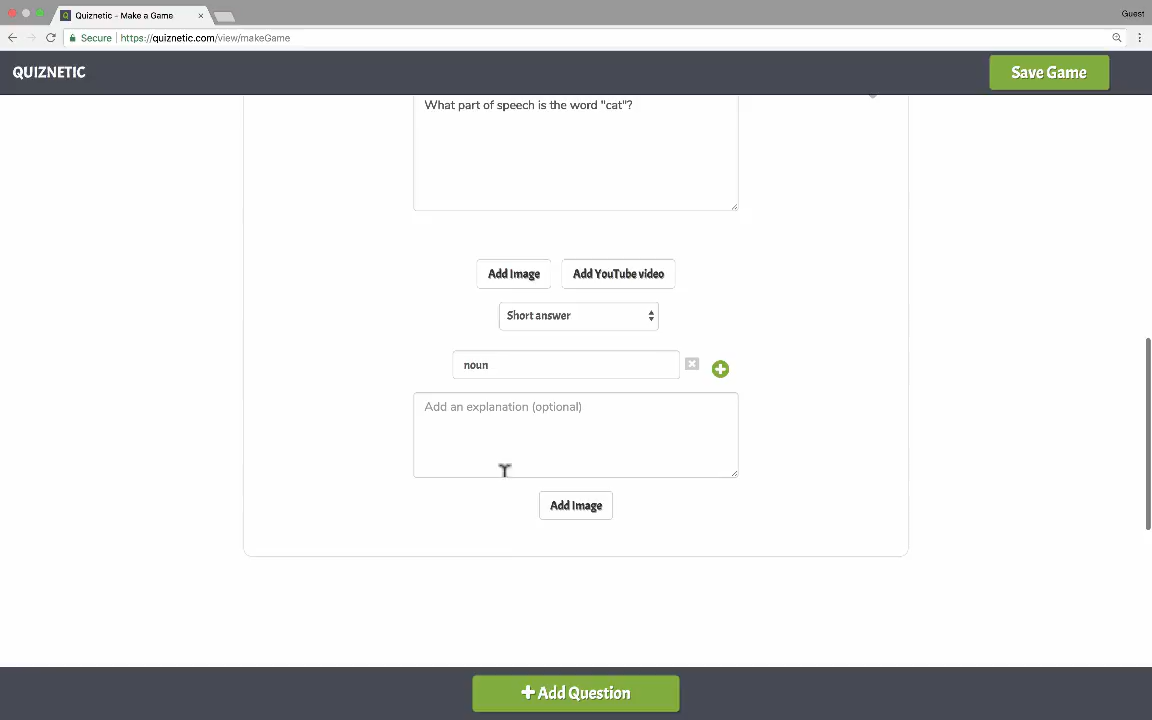 Quiznetic - Make a Game
Guest
Secure https://quiznetic.com/view/makeGame
QUIZNETIC
Save Game
What part of speech is the word "cat"?
Add Image
Add YouTube video
Short answer
noun
Add an explanation (optional)
Add Image
Add Question